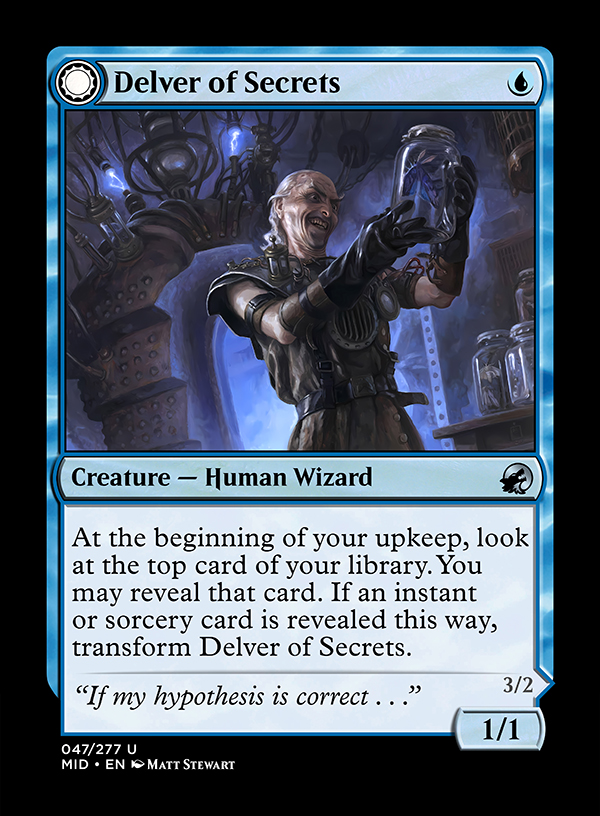 Delver of Secrets
Creature — Human Wizard
At the beginning of your upkeep, look
at the top card of your library. You
may reveal that card. If an instant
or sorcery card is revealed this way,
transform Delver of Secrets.
“If my hypothesis is correct . . .”
3/2
1/1
047/277 U
MID • EN Matt Stewart